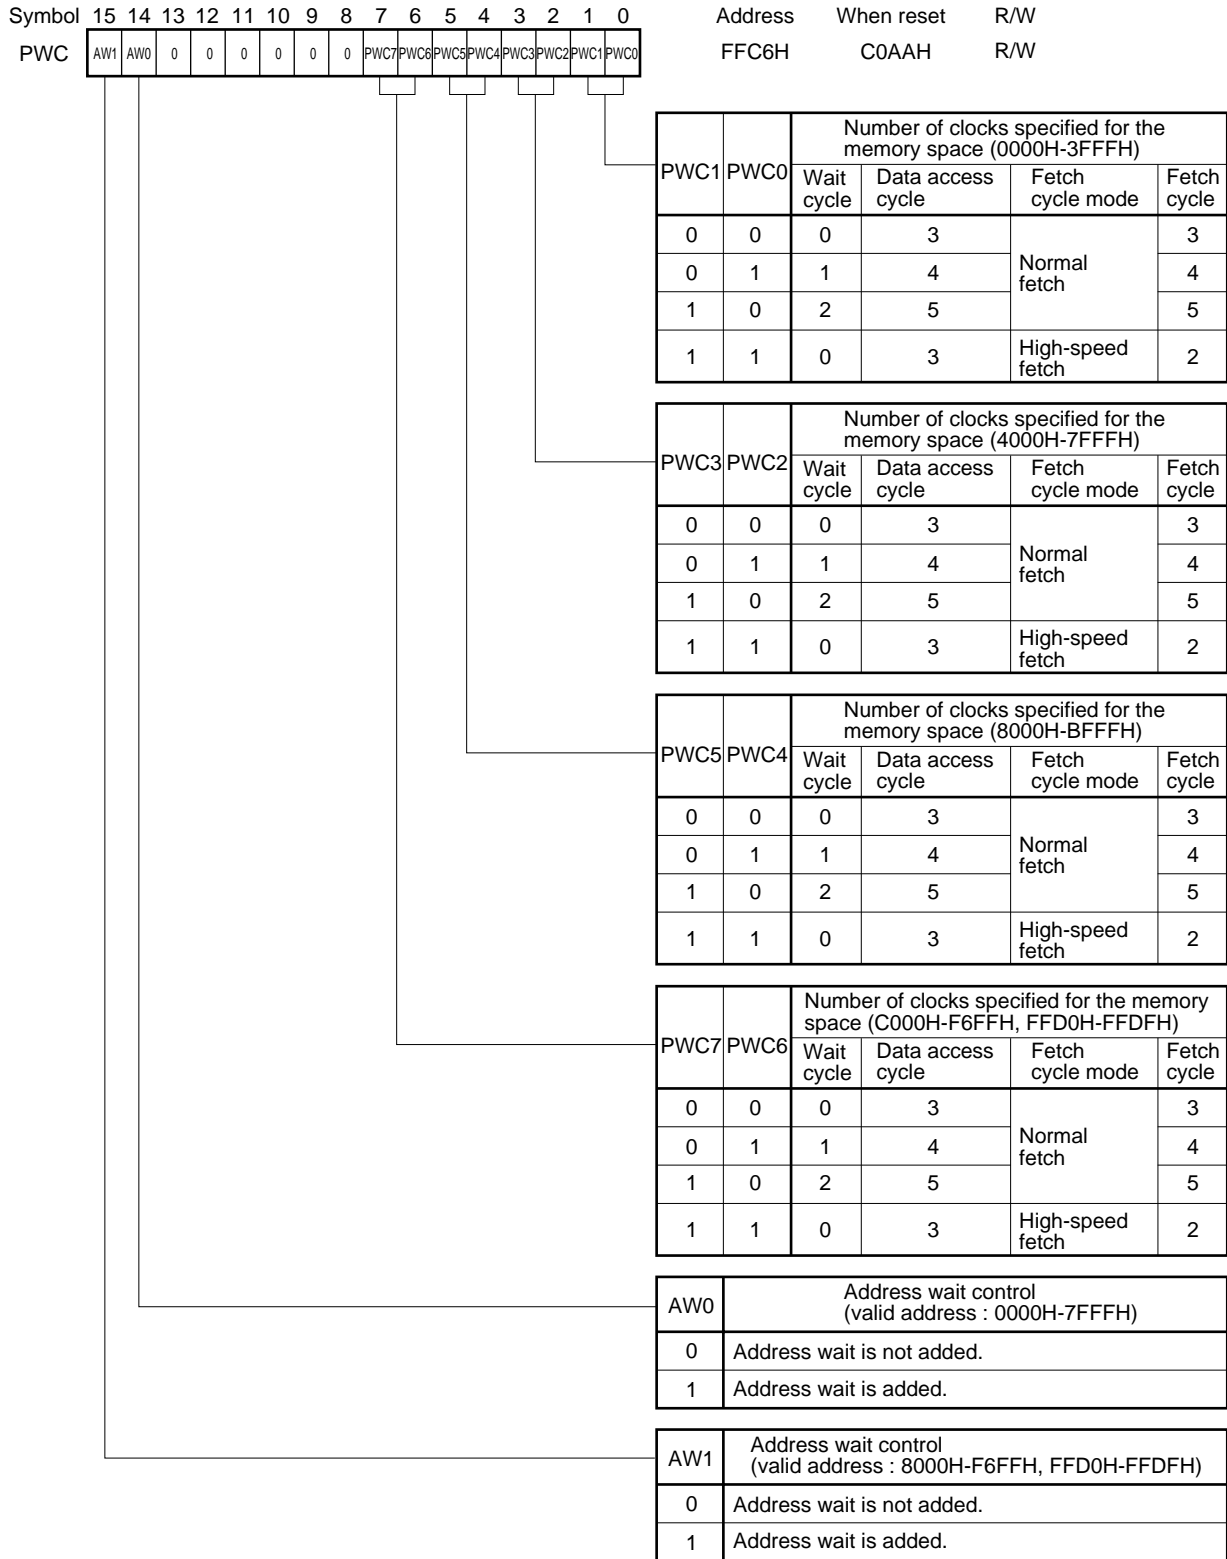 Symbol 15 14 13 12 11 10 9 8 7 6 5 4 3 2 1 0 Address When reset R/W
PWC AW1 AW0 0 0 0 0 0 0 PWC7 PWC6 PWC5 PWC4 PWC3 PWC2 PWC1 PWC0 FFC6H C0AAH R/W
PWC1 PWC0 Number of clocks specified for the
memory space (0000H-3FFFH)
Wait Data access Fetch Fetch
cycle cycle cycle mode cycle
0 0 0 3 Normal fetch 3
0 1 1 4 4
1 0 2 5 5
1 1 0 3 High-speed fetch 2
PWC3 PWC2 Number of clocks specified for the
memory space (4000H-7FFFH)
Wait Data access Fetch Fetch
cycle cycle cycle mode cycle
0 0 0 3 Normal fetch 3
0 1 1 4 4
1 0 2 5 5
1 1 0 3 High-speed fetch 2
PWC5 PWC4 Number of clocks specified for the
memory space (8000H-BFFFH)
Wait Data access Fetch Fetch
cycle cycle cycle mode cycle
0 0 0 3 Normal fetch 3
0 1 1 4 4
1 0 2 5 5
1 1 0 3 High-speed fetch 2
PWC7 PWC6 Number of clocks specified for the memory
space (C000H-F6FFH, FFD0H-FFDFH)
Wait Data access Fetch Fetch
cycle cycle cycle mode cycle
0 0 0 3 Normal fetch 3
0 1 1 4 4
1 0 2 5 5
1 1 0 3 High-speed fetch 2
AW0 Address wait control
(valid address : 0000H-7FFFH)
0 Address wait is not added.
1 Address wait is added.
AW1 Address wait control
(valid address : 8000H-F6FFH, FFD0H-FFDFH)
0 Address wait is not added.
1 Address wait is added.